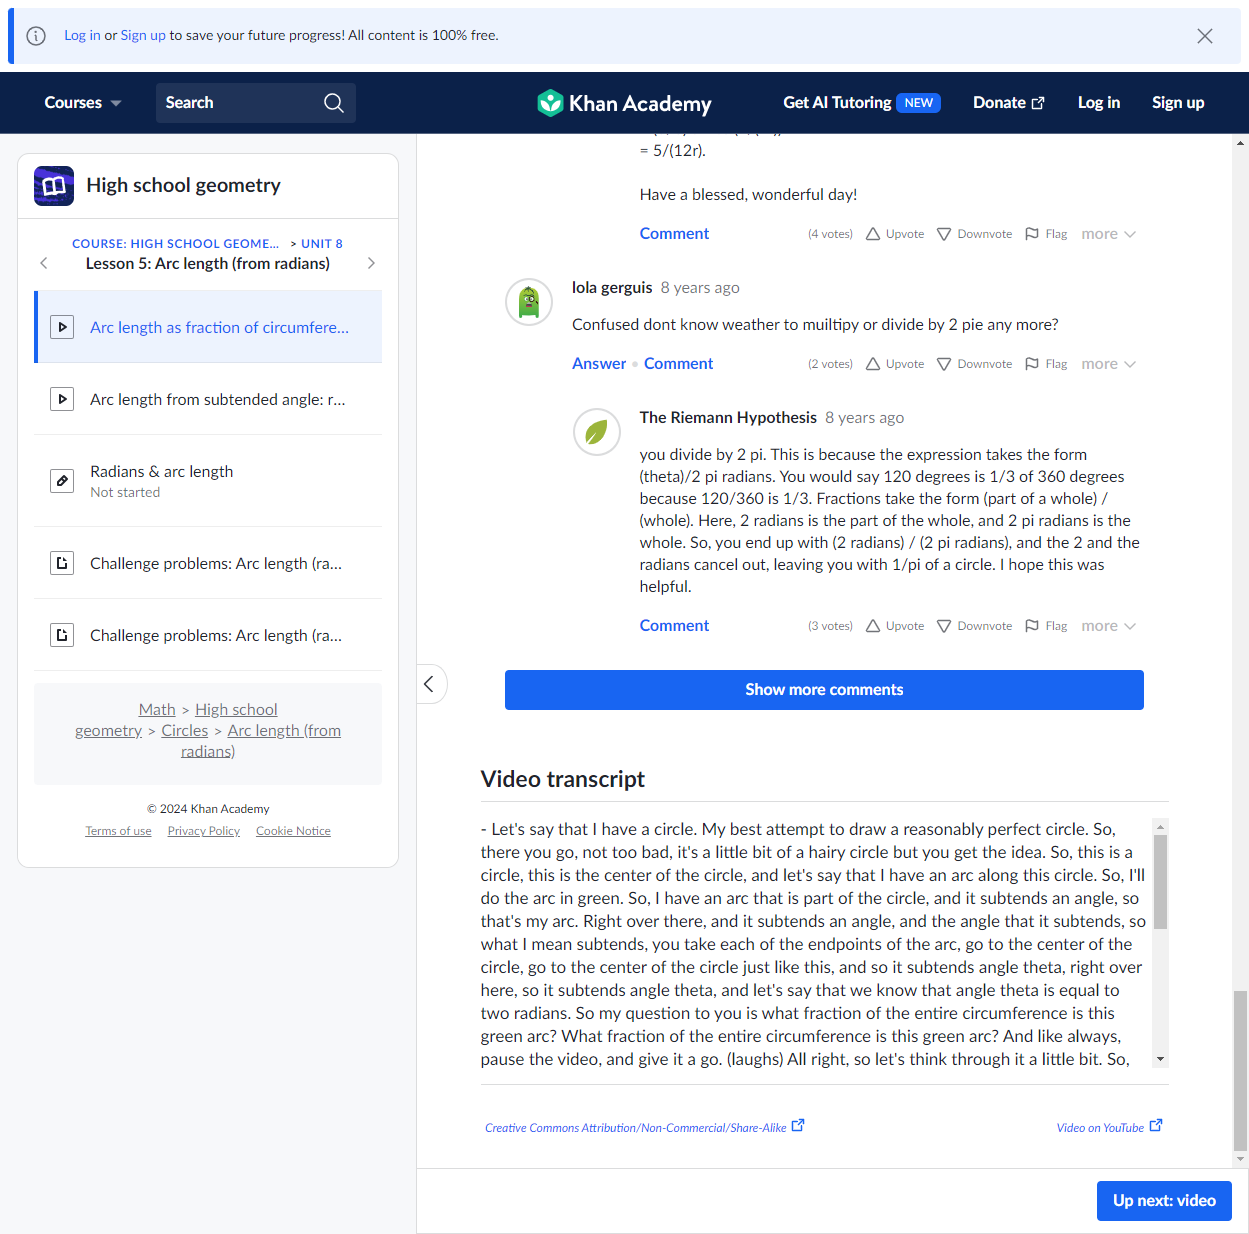 Log in or Sign up to save your future progress! All content is 100% free.
Courses
Search
Khan Academy
Get AI Tutoring NEW
Donate
Log in
Sign up
High school geometry
COURSE: HIGH SCHOOL GEOME... > UNIT 8
Lesson 5: Arc length (from radians)
Arc length as fraction of circumfere...
Arc length from subtended angle: r...
Radians & arc length
Not started
Challenge problems: Arc length (ra...
Challenge problems: Arc length (ra...
Math > High school
geometry > Circles > Arc length (from
radians)
© 2024 Khan Academy
Terms of use Privacy Policy Cookie Notice
= 5/(12r).
Have a blessed, wonderful day!
Comment (4 votes) Upvote Downvote Flag more
lola gerguis 8 years ago
Confused dont know weather to muiltipy or divide by 2 pie any more?
Answer • Comment (2 votes) Upvote Downvote Flag more
The Riemann Hypothesis 8 years ago
you divide by 2 pi. This is because the expression takes the form
(theta)/2 pi radians. You would say 120 degrees is 1/3 of 360 degrees
because 120/360 is 1/3. Fractions take the form (part of a whole) /
(whole). Here, 2 radians is the part of the whole, and 2 pi radians is the
whole. So, you end up with (2 radians) / (2 pi radians), and the 2 and the
radians cancel out, leaving you with 1/pi of a circle. I hope this was
helpful.
Comment (3 votes) Upvote Downvote Flag more
Show more comments
Video transcript
- Let's say that I have a circle. My best attempt to draw a reasonably perfect circle. So,
there you go, not too bad, it's a little bit of a hairy circle but you get the idea. So, this is a
circle, this is the center of the circle, and let's say that I have an arc along this circle. So, I'll
do the arc in green. So, I have an arc that is part of the circle, and it subtends an angle, so
that's my arc. Right over there, and it subtends an angle, and the angle that it subtends, so
what I mean subtends, you take each of the endpoints of the arc, go to the center of the
circle, go to the center of the circle just like this, and so it subtends angle theta, right over
here, so it subtends angle theta, and let's say that we know that angle theta is equal to
two radians. So my question to you is what fraction of the entire circumference is this
green arc? What fraction of the entire circumference is this green arc? And like always,
pause the video, and give it a go. (laughs) All right, so let's think through it a little bit. So,
Creative Commons Attribution/Non-Commercial/Share-Alike
Video on YouTube
Up next: video